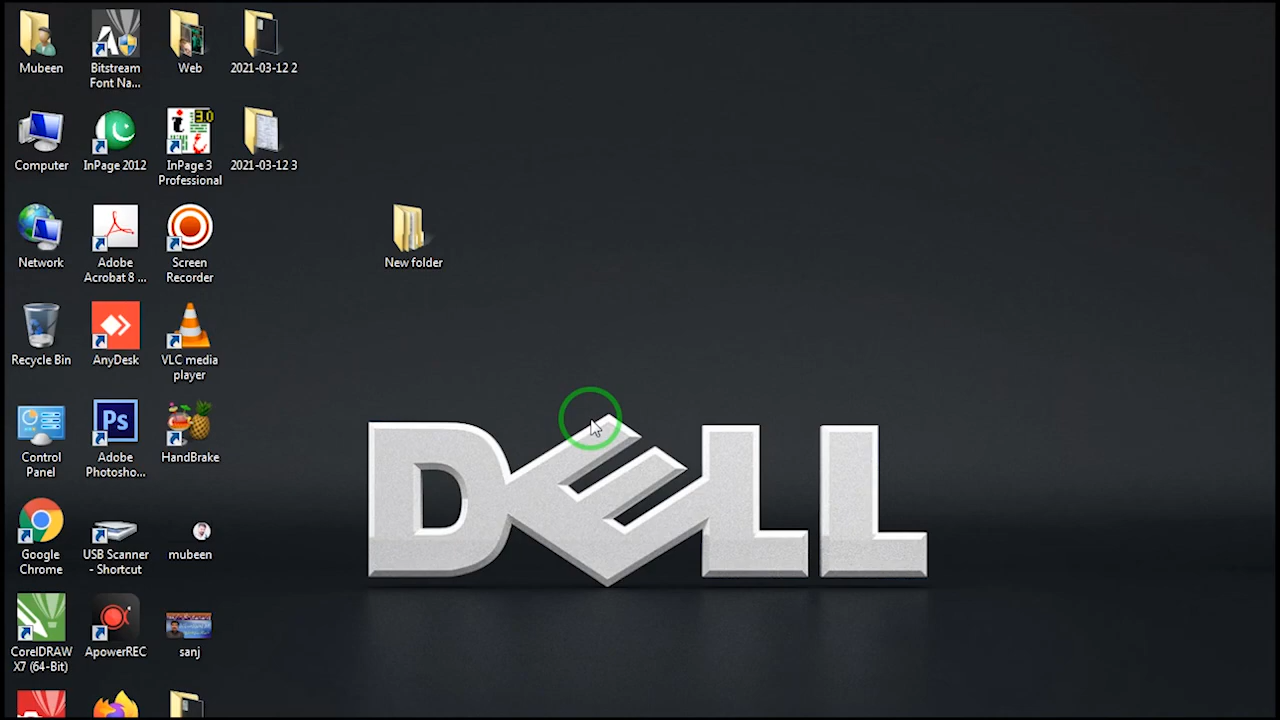 Mubeen
Bitstream
Font Na...
Web
2021-03-12 2
Computer
InPage 2012
3.0
InPage 3
Professional
2021-03-12 3
Network
Adobe
Acrobat 8 ...
Screen
Recorder
New folder
Recycle Bin
AnyDesk
VLC media
player
Control
Panel
Ps
Adobe
Photosho...
HandBrake
Google
Chrome
USB Scanner
- Shortcut
mubeen
CorelDRAW
X7 (64-Bit)
ApowerREC
sanj
DELL